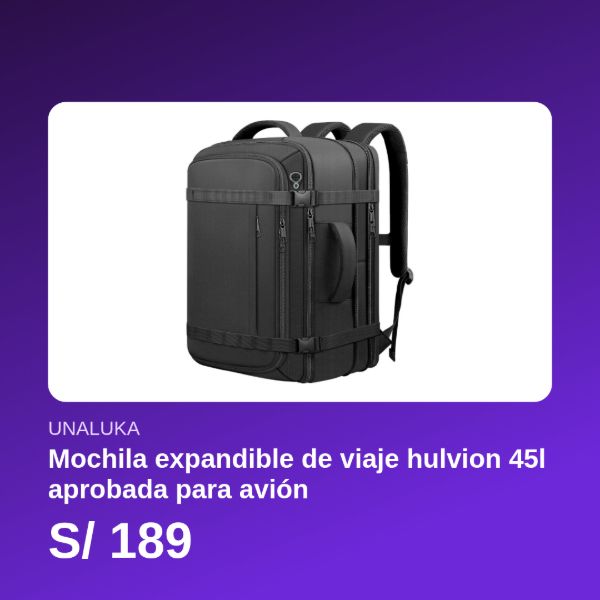 UNALUKA
Mochila expandible de viaje hulvion 45l
aprobada para avión
S/ 189